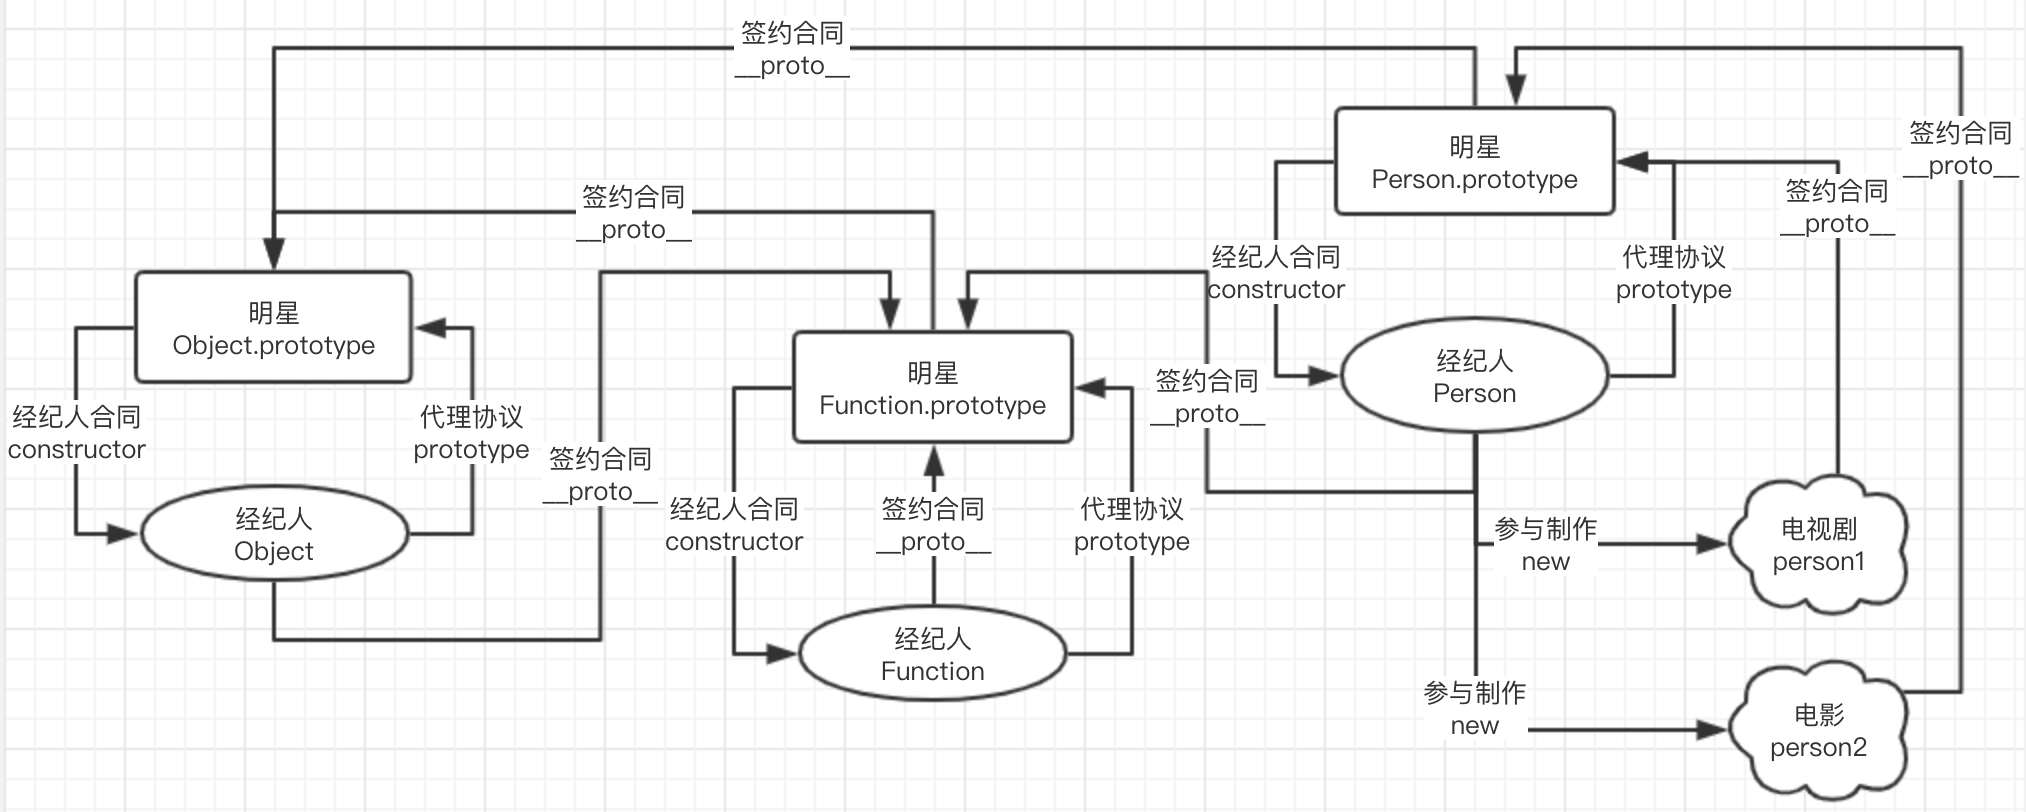 签约合同
__proto__
明星
Person.prototype
签约合同
__proto__
签约合同
__proto__
签约合同
__proto__
经纪人合同
constructor
代理协议
prototype
明星
Object.prototype
明星
Function.prototype
签约合同
__proto__
经纪人
Person
经纪人合同
constructor
代理协议
prototype
签约合同
__proto__
经纪人
Object
经纪人合同
constructor
签约合同
__proto__
代理协议
prototype
参与制作
new
电视剧
person1
经纪人
Function
参与制作
new
电影
person2